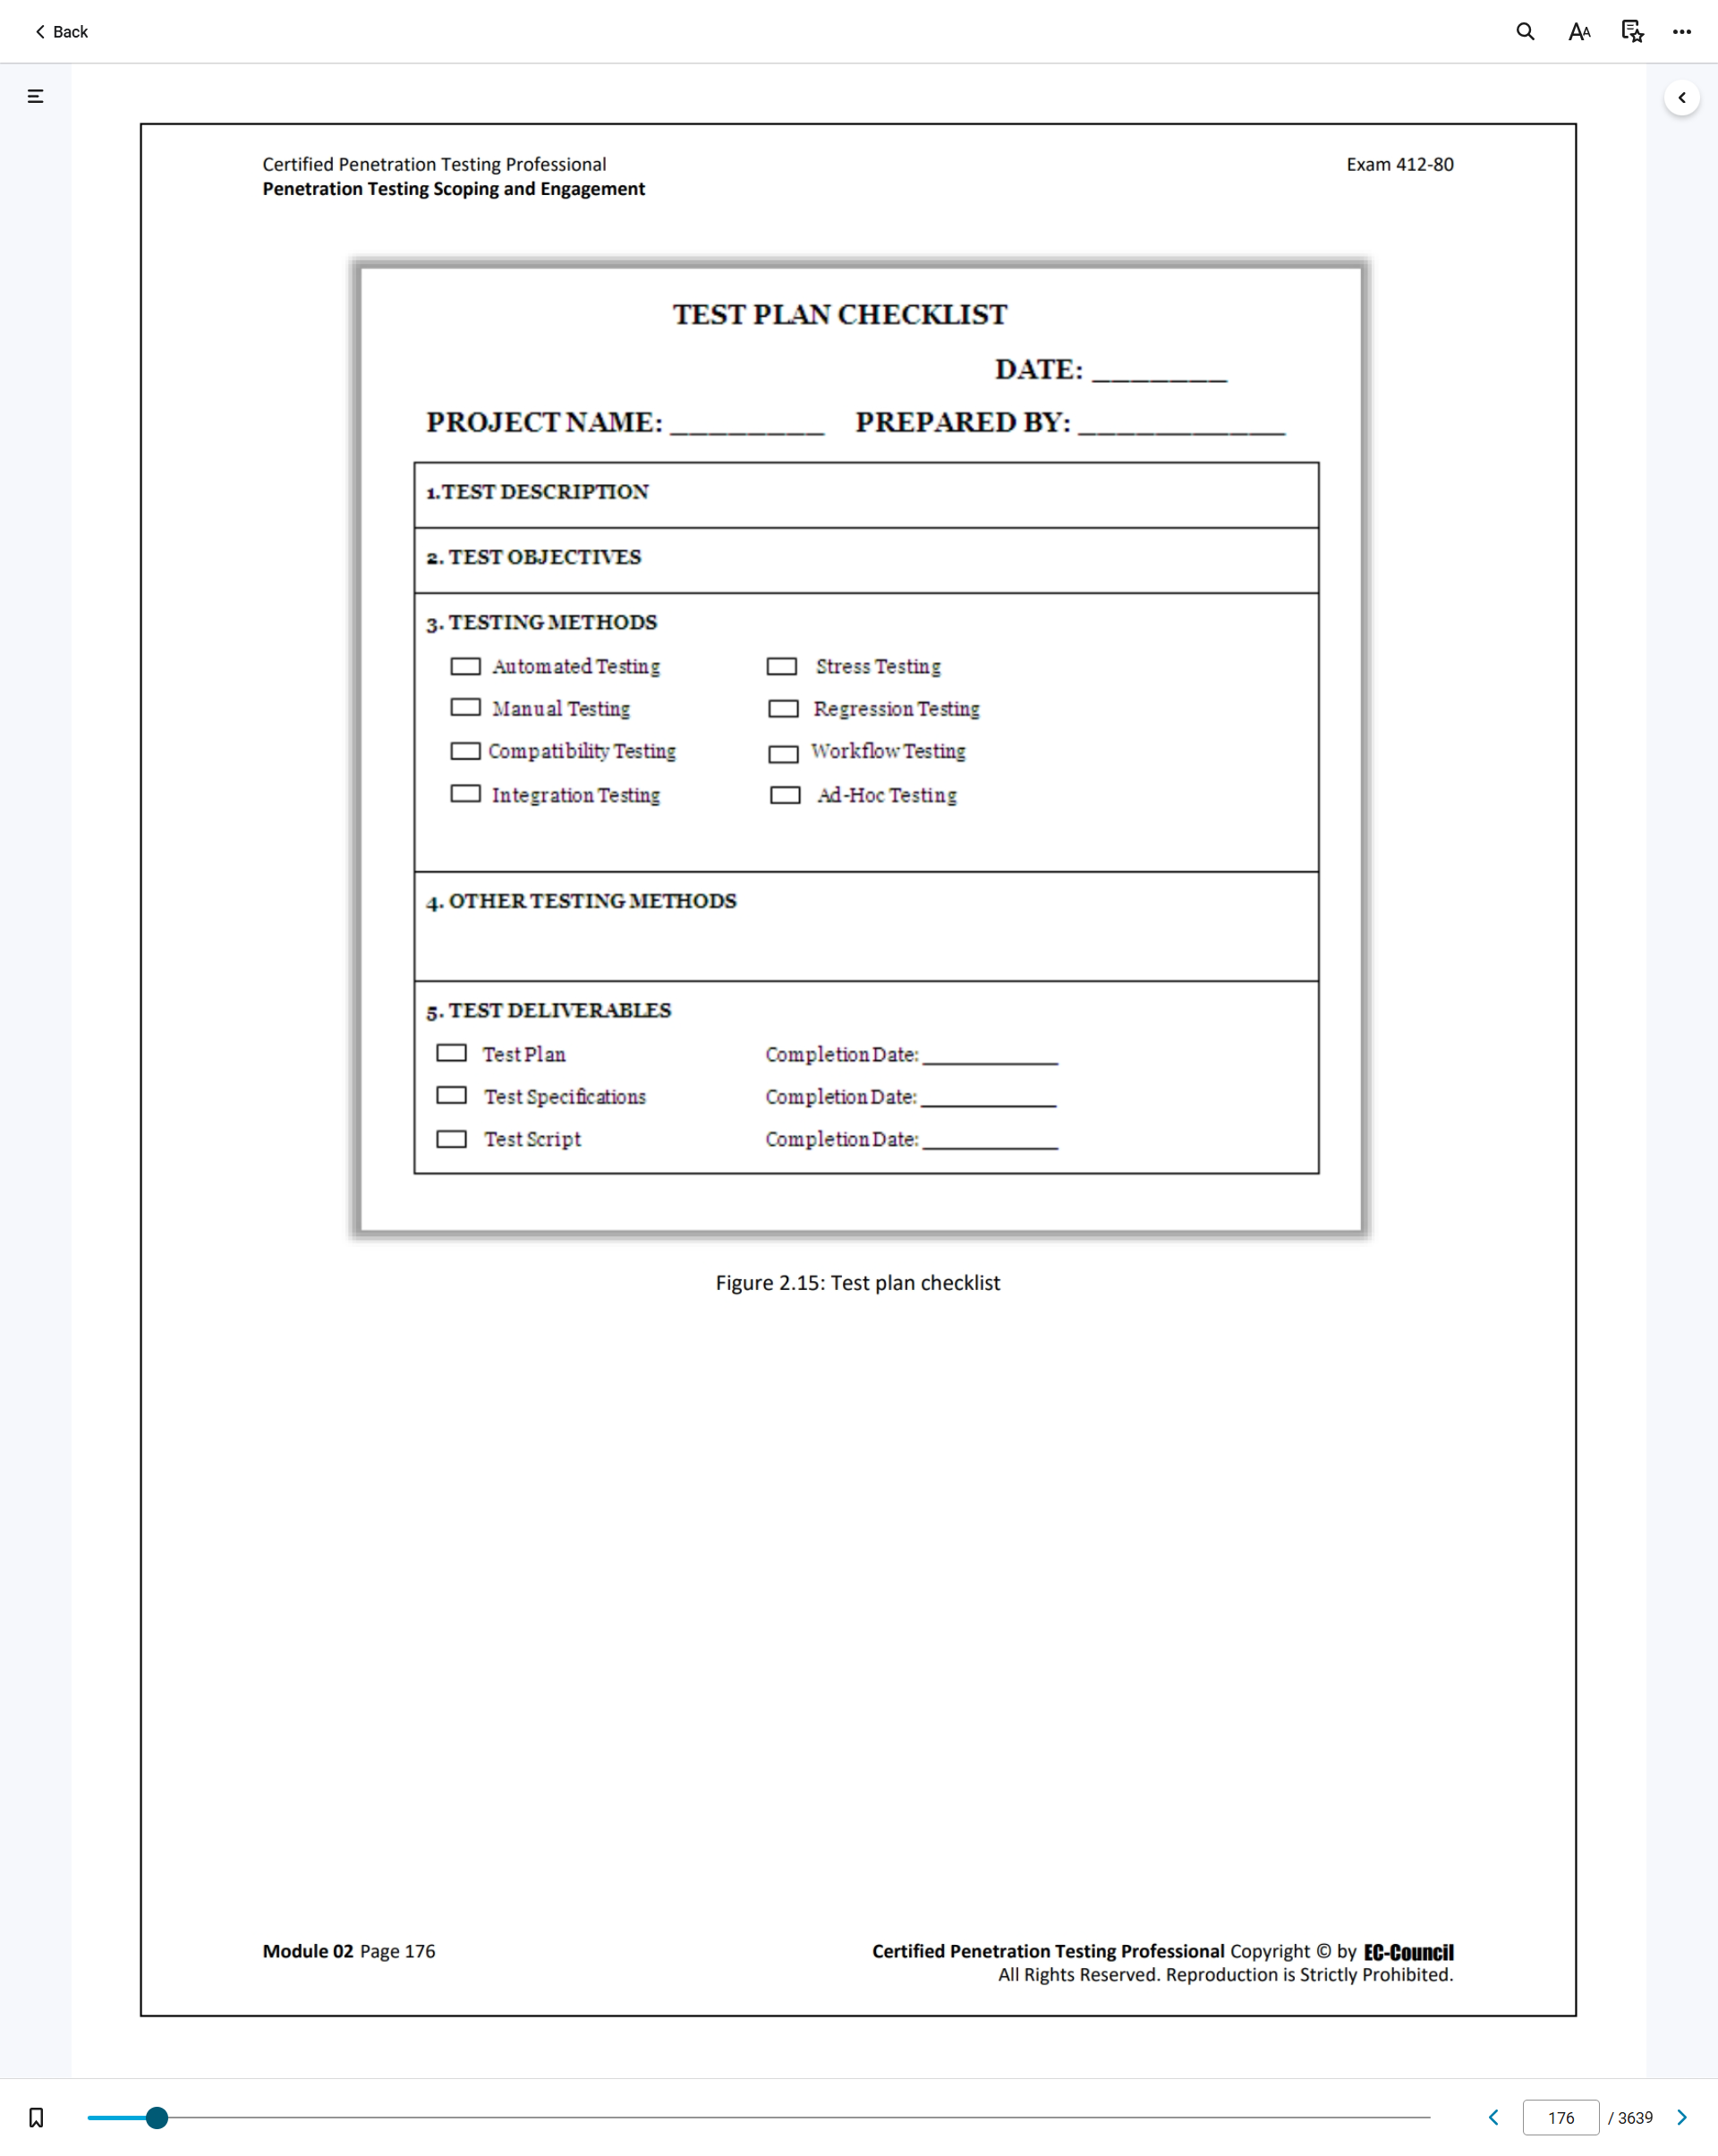 Back
Certified Penetration Testing Professional Exam 412-80
Penetration Testing Scoping and Engagement
TEST PLAN CHECKLIST
DATE: _______
PROJECT NAME: ________ PREPARED BY: ___________
1.TEST DESCRIPTION
2. TEST OBJECTIVES
3. TESTING METHODS
Automated Testing Stress Testing
Manual Testing Regression Testing
Compatibility Testing Workflow Testing
Integration Testing Ad-Hoc Testing
4. OTHER TESTING METHODS
5. TEST DELIVERABLES
Test Plan Completion Date:____________
Test Specifications Completion Date:____________
Test Script Completion Date:____________
Figure 2.15: Test plan checklist
Module 02 Page 176 Certified Penetration Testing Professional Copyright © by EC-Council
All Rights Reserved. Reproduction is Strictly Prohibited.
176 / 3639